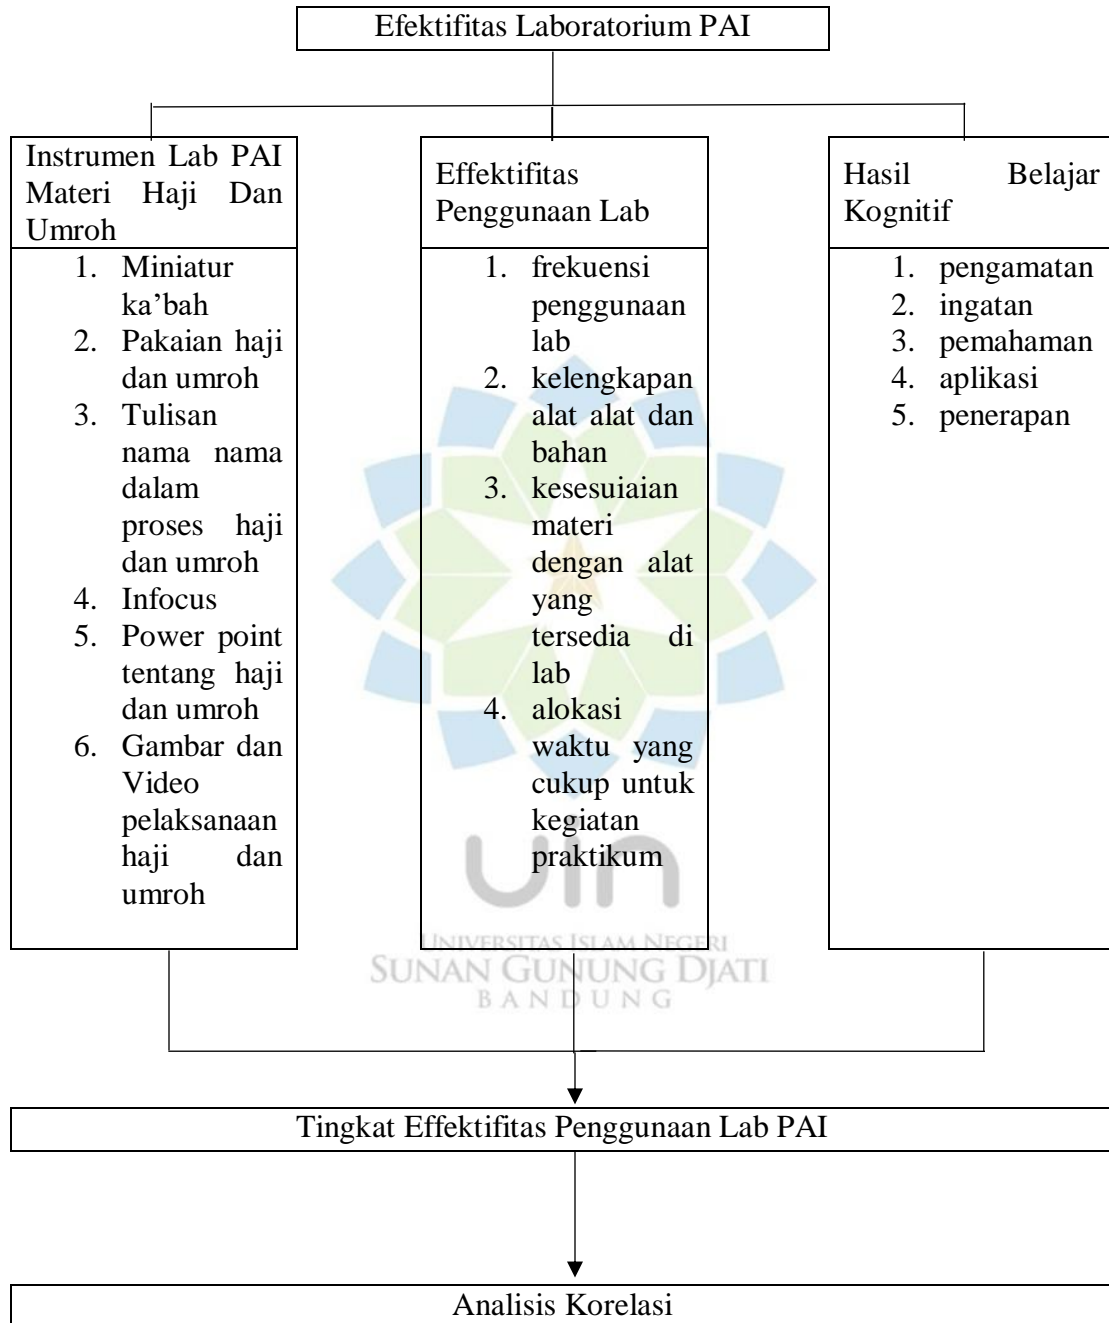 Efektifitas Laboratorium PAI
Instrumen Lab PAI
Materi Haji Dan
Umroh
1. Miniatur
ka’bah
2. Pakaian haji
dan umroh
3. Tulisan
nama nama
dalam
proses haji
dan umroh
4. Infocus
5. Power point
tentang haji
dan umroh
6. Gambar dan
Video
pelaksanaan
haji dan
umroh
Effektifitas
Penggunaan Lab
1. frekuensi
penggunaan
lab
2. kelengkapan
alat alat dan
bahan
3. kesesuiaian
materi
dengan alat
yang
tersedia di
lab
4. alokasi
waktu yang
cukup untuk
kegiatan
praktikum
Hasil Belajar
Kognitif
1. pengamatan
2. ingatan
3. pemahaman
4. aplikasi
5. penerapan
uin
UNIVERSITAS ISLAM NEGERI
SUNAN GUNUNG DJATI
BANDUNG
Tingkat Effektifitas Penggunaan Lab PAI
Analisis Korelasi